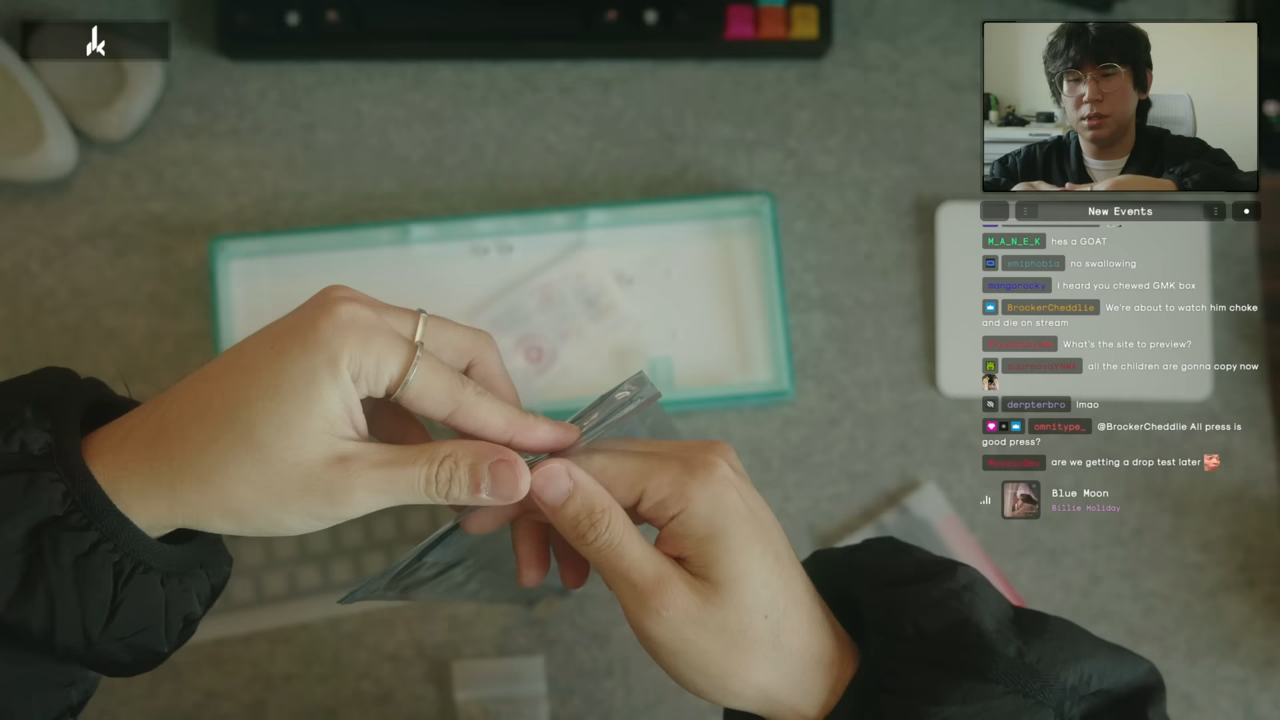 New Events
M_A_N_E_K hes a GOAT
xmiphobia no swallowing
mangorocky I heard you chewed GMK box
BrockerCheddlie We're about to watch him choke
and die on stream
What's the site to preview?
all the children are gonna copy now
derpterbro lmao
omnitype_ @BrockerCheddlie All press is
good press?
are we getting a drop test later
Blue Moon
Billie Holiday